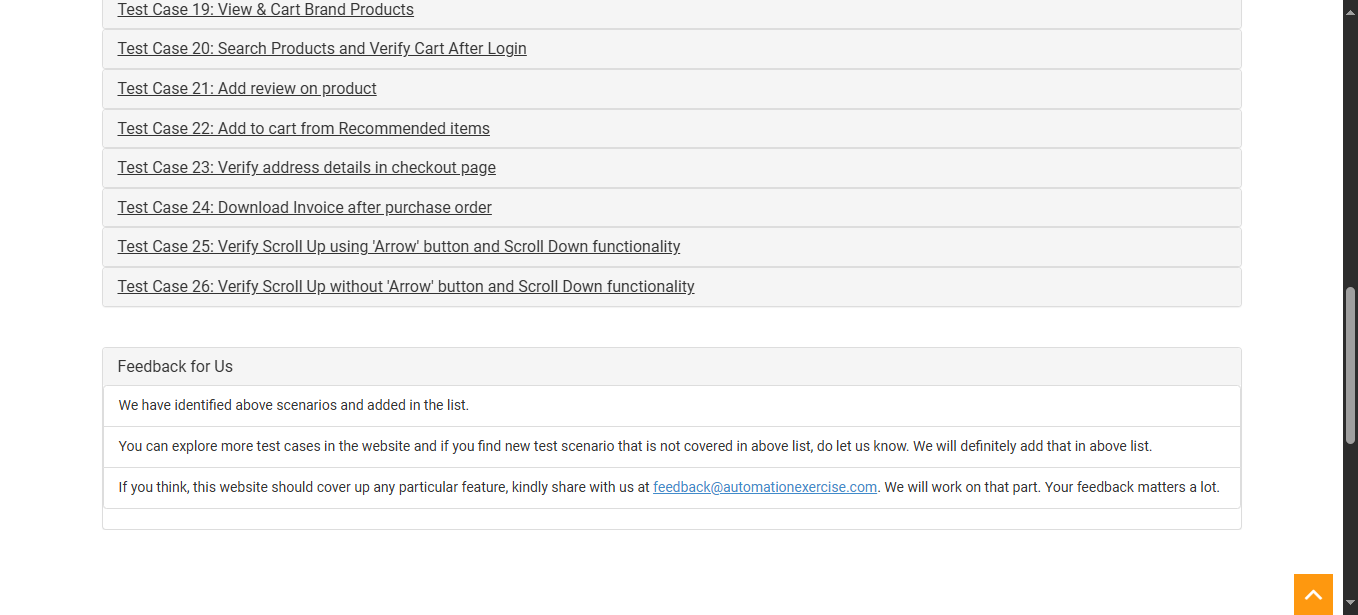 Test Case 19: View & Cart Brand Products
Test Case 20: Search Products and Verify Cart After Login
Test Case 21: Add review on product
Test Case 22: Add to cart from Recommended items
Test Case 23: Verify address details in checkout page
Test Case 24: Download Invoice after purchase order
Test Case 25: Verify Scroll Up using 'Arrow' button and Scroll Down functionality
Test Case 26: Verify Scroll Up without 'Arrow' button and Scroll Down functionality
Feedback for Us
We have identified above scenarios and added in the list.
You can explore more test cases in the website and if you find new test scenario that is not covered in above list, do let us know. We will definitely add that in above list.
If you think, this website should cover up any particular feature, kindly share with us at feedback@automationexercise.com. We will work on that part. Your feedback matters a lot.